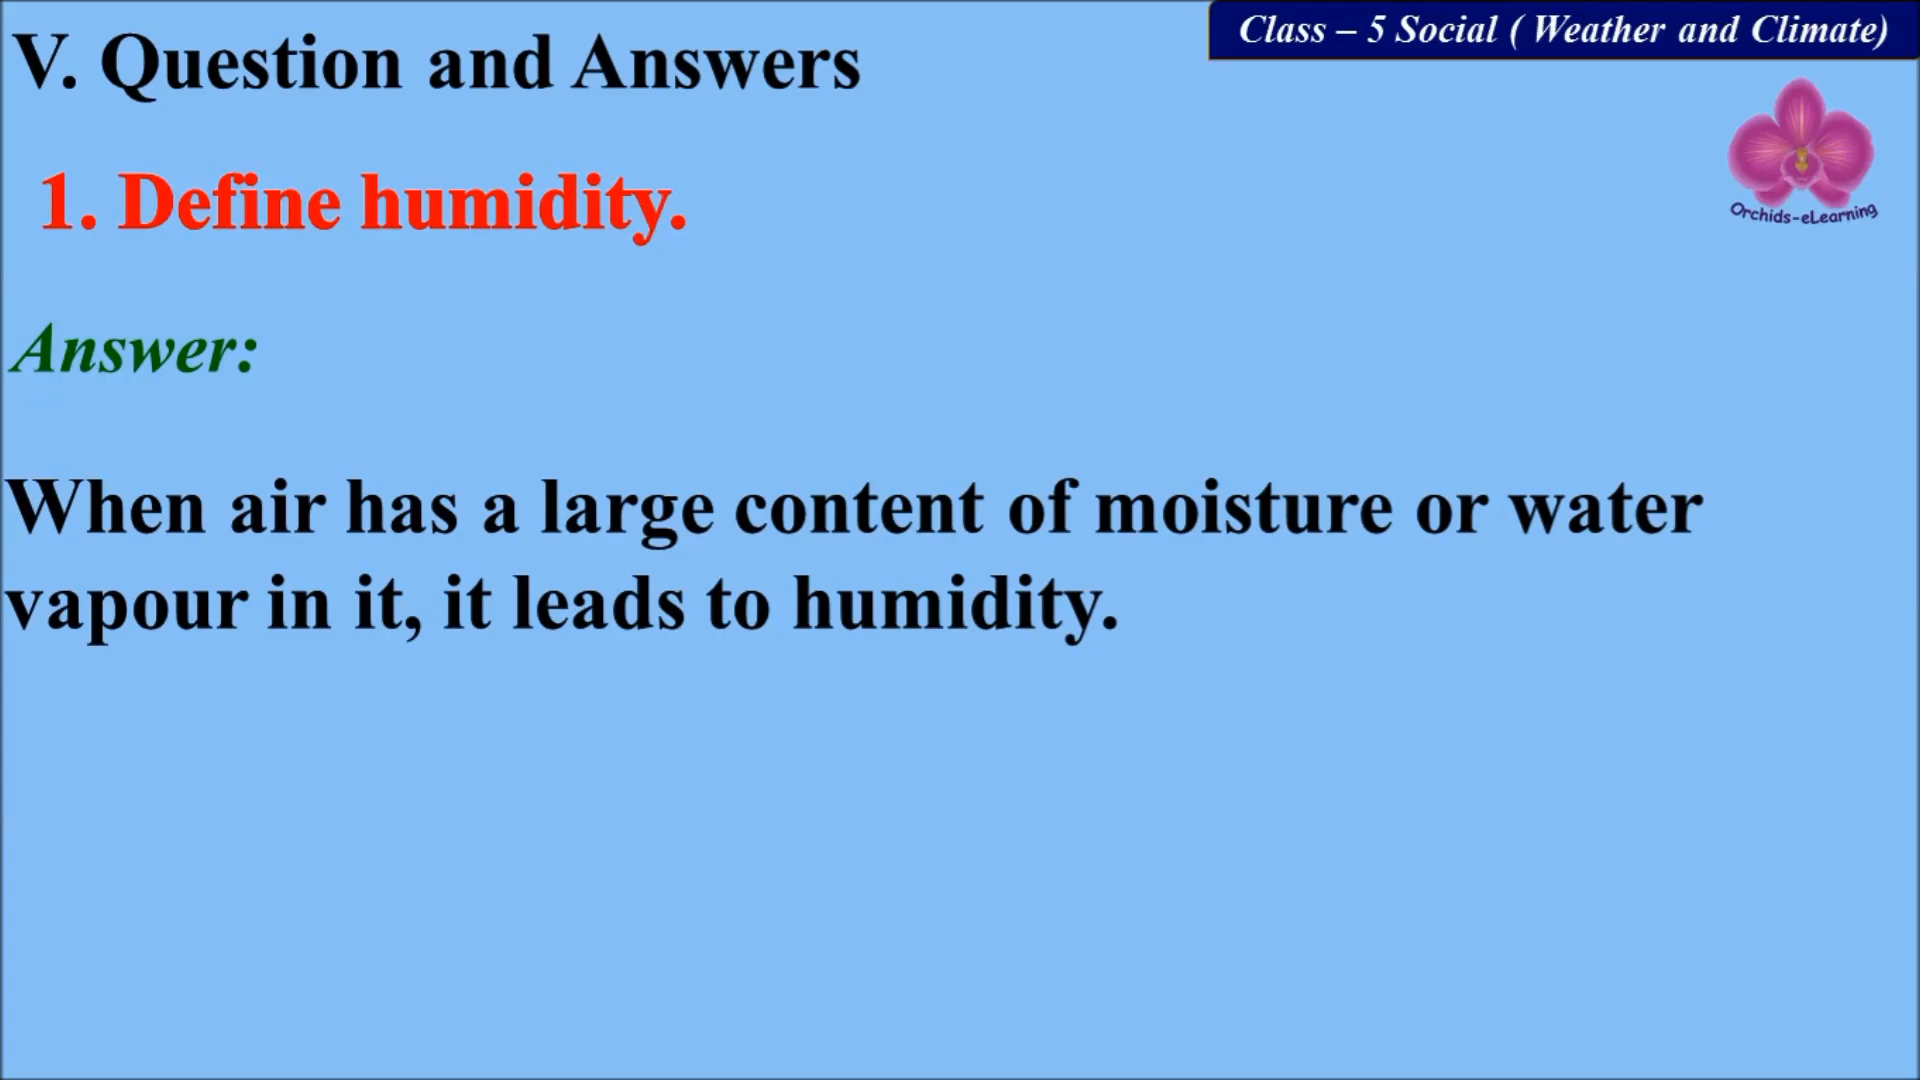 Class – 5 Social ( Weather and Climate)
V. Question and Answers
Orchids-eLearning
1. Define humidity.
Answer:
When air has a large content of moisture or water
vapour in it, it leads to humidity.